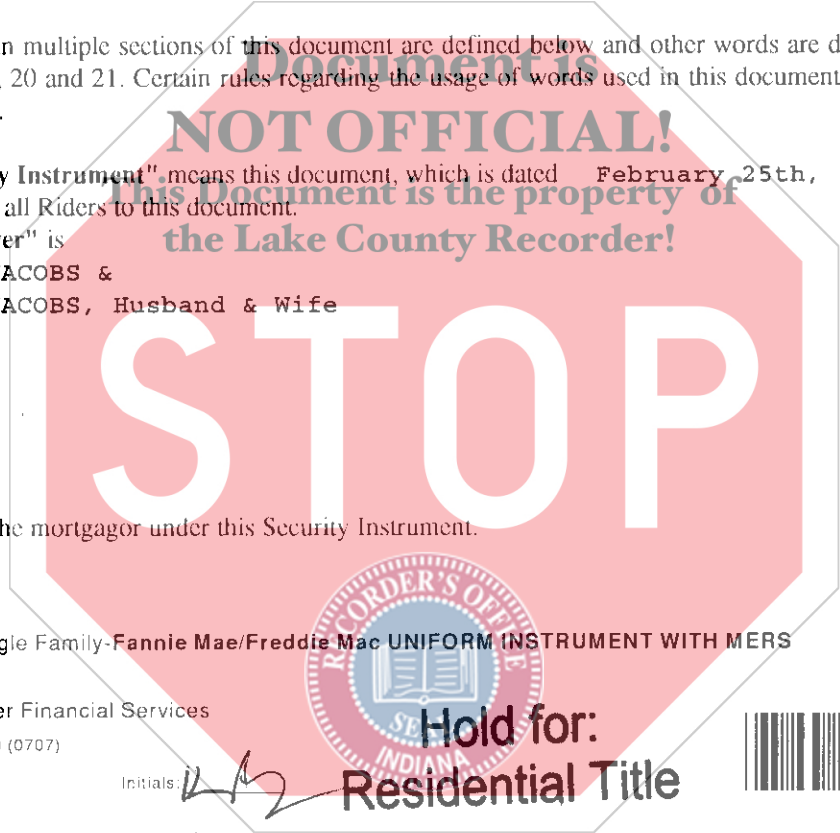 n multiple sections of this document are defined below and other words are d
, 20 and 21. Certain rules regarding the usage of words used in this document
.
Document is
NOT OFFICIAL!
This Document is the property of
the Lake County Recorder!
y Instrument" means this document, which is dated February 25th,
all Riders to this document.
er" is
ACOBS &
ACOBS, Husband & Wife
STOP
he mortgagor under this Security Instrument.
gle Family-Fannie Mae/Freddie Mac UNIFORM INSTRUMENT WITH MERS
er Financial Services
(0707)
Initials:
RECORDER'S OFFICE
SEAL
INDIANA
Hold for:
Residential Title